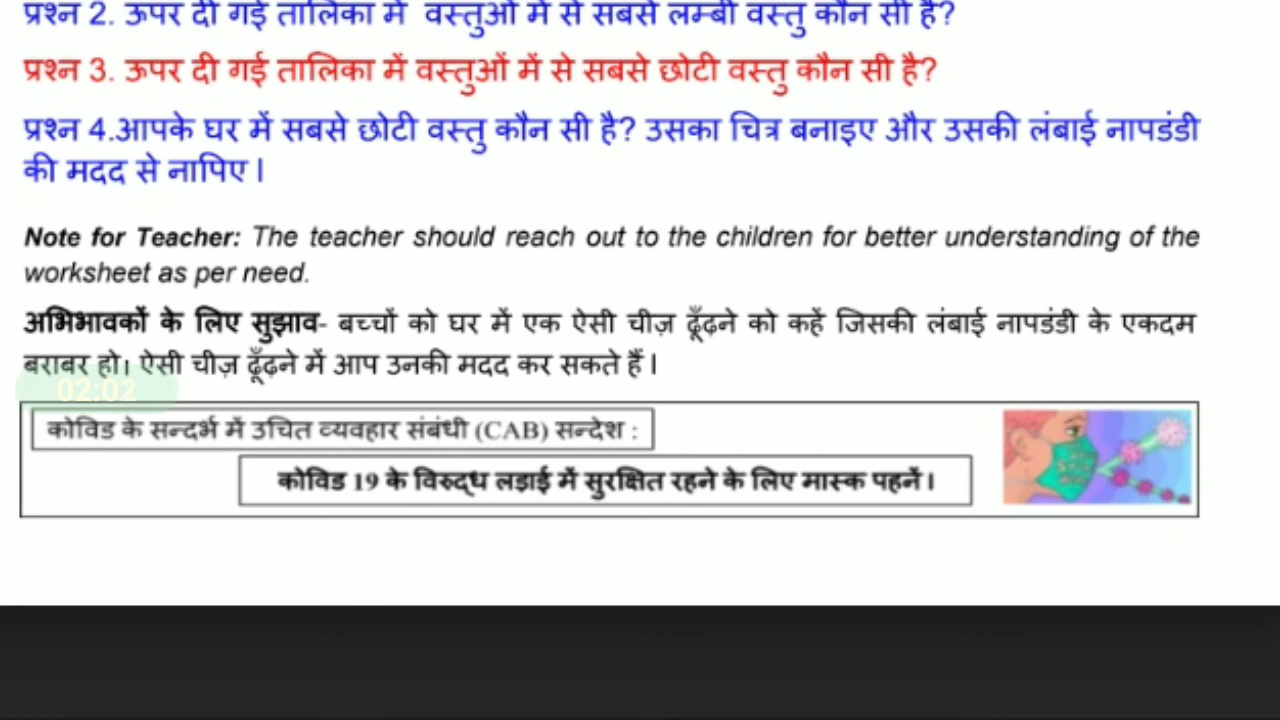 प्रश्न 2. ऊपर दी गई तालिका में वस्तुओं में से सबसे लम्बी वस्तु कौन सी है?
प्रश्न 3. ऊपर दी गई तालिका में वस्तुओं में से सबसे छोटी वस्तु कौन सी है?
प्रश्न 4.आपके घर में सबसे छोटी वस्तु कौन सी है? उसका चित्र बनाइए और उसकी लंबाई नापडंडी
की मदद से नापिए ।
Note for Teacher: The teacher should reach out to the children for better understanding of the
worksheet as per need.
अभिभावकों के लिए सुझाव- बच्चों को घर में एक ऐसी चीज़ ढूँढ़ने को कहें जिसकी लंबाई नापडंडी के एकदम
बराबर हो। ऐसी चीज़ ढूँढ़ने में आप उनकी मदद कर सकते हैं ।
02:02
कोविड के सन्दर्भ में उचित व्यवहार संबंधी (CAB) सन्देश :
कोविड 19 के विरुद्ध लड़ाई में सुरक्षित रहने के लिए मास्क पहनें ।